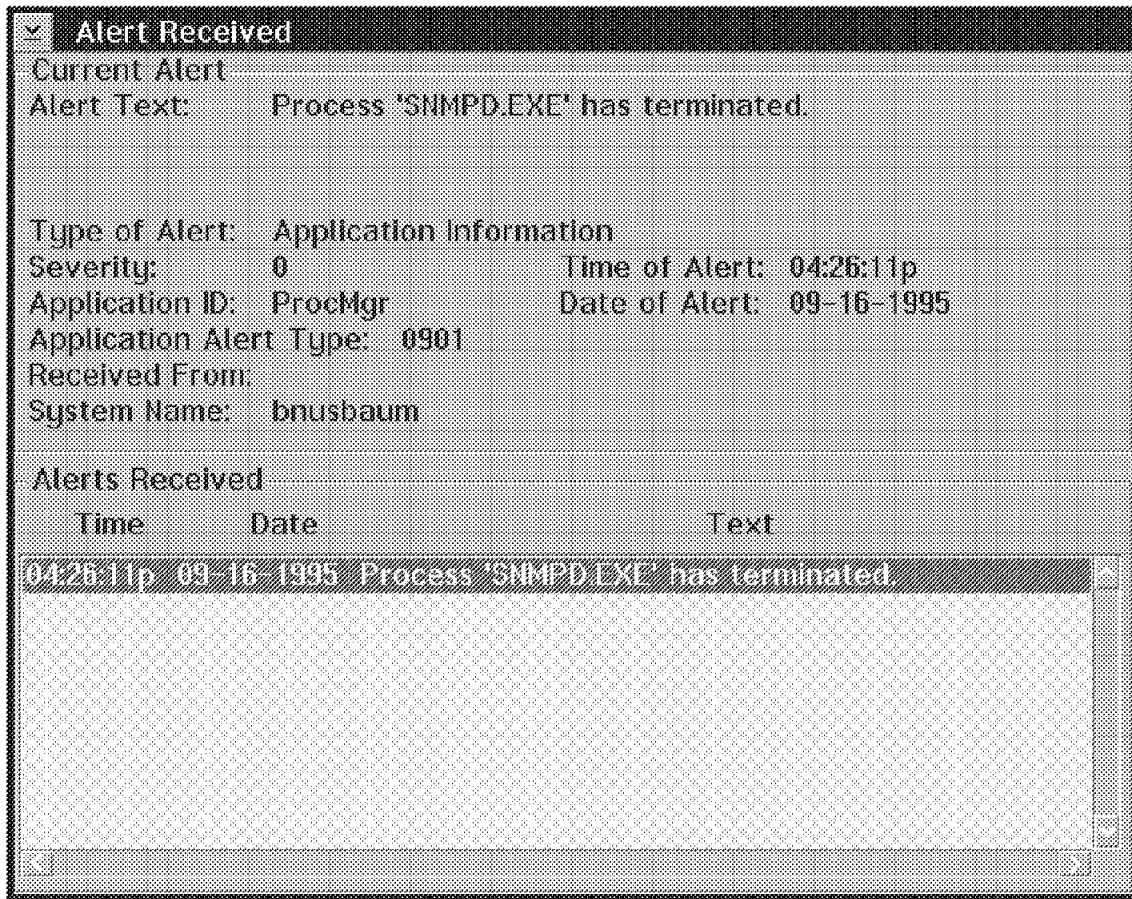 Alert Received
Current Alert
Alert Text: Process 'SNMPD.EXE' has terminated.
Type of Alert: Application Information
Severity: 0 Time of Alert: 04:26:11p
Application ID: ProcMgr Date of Alert: 09-16-1995
Application Alert Type: 0901
Received From:
System Name: bnusbaum
Alerts Received
Time Date Text
04:26:11p 09-16-1995 Process 'SNMPD.EXE' has terminated.